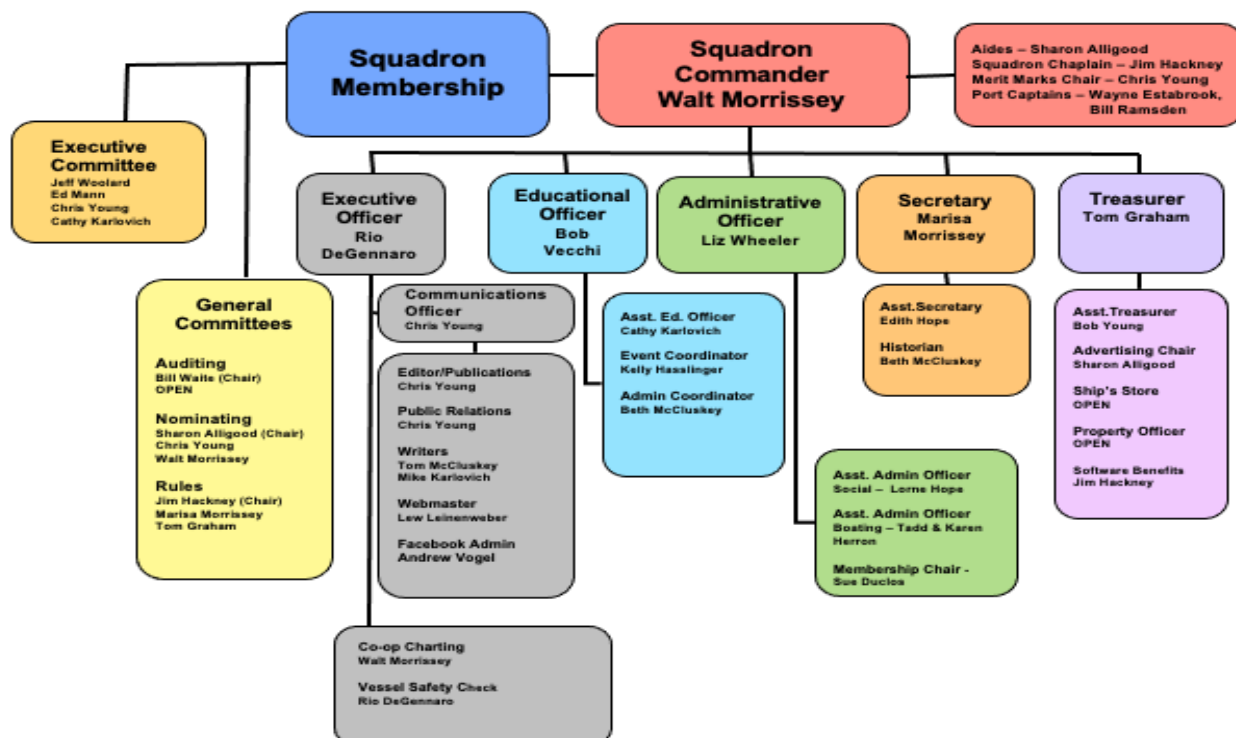 Squadron
Membership
Squadron
Commander
Walt Morrissey
Aides – Sharon Alligood
Squadron Chaplain – Jim Hackney
Merit Marks Chair – Chris Young
Port Captains – Wayne Estabrook,
Bill Ramsden
Executive
Committee
Jeff Woolard
Ed Mann
Chris Young
Cathy Karlovich
Executive
Officer
Rio
DeGennaro
Educational
Officer
Bob
Vecchi
Administrative
Officer
Liz Wheeler
Secretary
Marisa
Morrissey
Treasurer
Tom Graham
General
Committees
Auditing
Bill Waite (Chair)
OPEN
Nominating
Sharon Alligood (Chair)
Chris Young
Walt Morrissey
Rules
Jim Hackney (Chair)
Marisa Morrissey
Tom Graham
Communications
Officer
Chris Young
Editor/Publications
Chris Young
Public Relations
Chris Young
Writers
Tom McCluskey
Mike Karlovich
Webmaster
Lew Leinenweber
Facebook Admin
Andrew Vogel
Co-op Charting
Walt Morrissey
Vessel Safety Check
Rio DeGennaro
Asst. Ed. Officer
Cathy Karlovich
Event Coordinator
Kelly Hasslinger
Admin Coordinator
Beth McCluskey
Asst. Admin Officer
Social – Lorne Hope
Asst. Admin Officer
Boating – Tadd & Karen
Herron
Membership Chair -
Sue Duclos
Asst.Secretary
Edith Hope
Historian
Beth McCluskey
Asst.Treasurer
Bob Young
Advertising Chair
Sharon Alligood
Ship's Store
OPEN
Property Officer
OPEN
Software Benefits
Jim Hackney